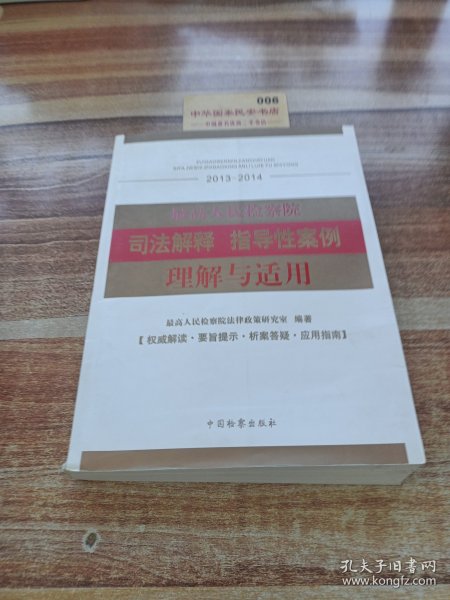 006
中华国本民安书店
2013-2014
最高人民检察院
司法解释 指导性案例
理解与适用
最高人民检察院法律政策研究室 编著
【权威解读·要旨提示·析案答疑·应用指南】
中国检察出版社
孔夫子旧书网
www.kongfz.com